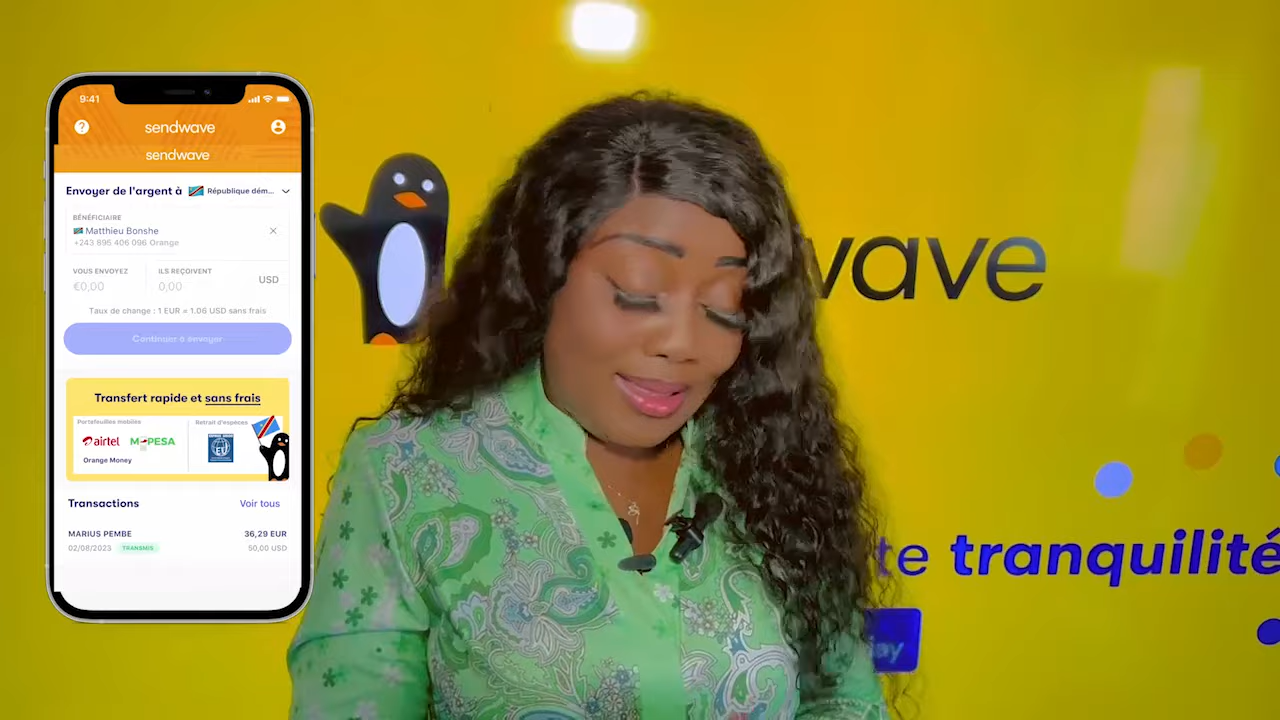 9:41
sendwave
sendwave
Envoyer de l'argent à République dém...
BÉNÉFICIAIRE
Matthieu Bonshe
+243 895 406 096 Orange
VOUS ENVOYEZ
ILS REÇOIVENT
€0,00
0,00
USD
Taux de change : 1 EUR = 1.06 USD sans frais
Continuer à envoyer
Transfert rapide et sans frais
Portefeuilles mobiles
Retrait d'espèces
airtel
M-PESA
Orange Money
Transactions
Voir tous
MARIUS PEMBE
36,29 EUR
02/08/2023
TRANSMIS
50,00 USD
wave
te tranquilité